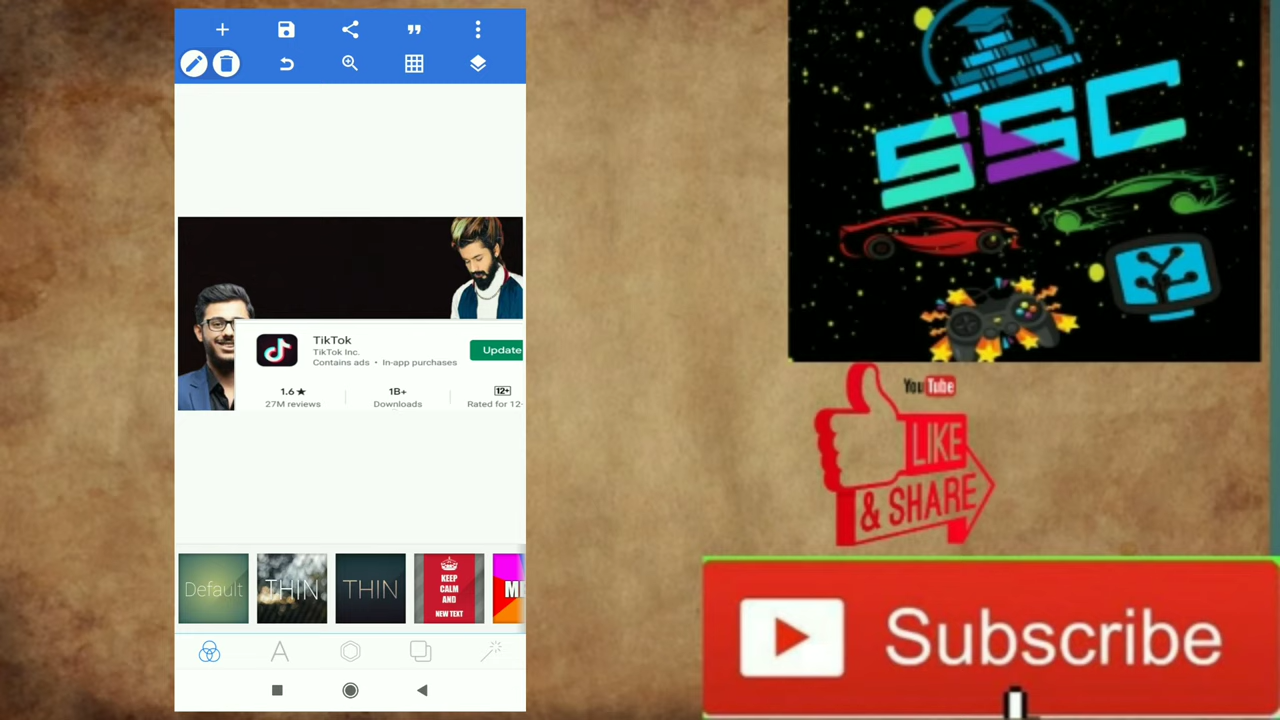 TikTok
TikTok Inc.
Contains ads • In-app purchases
Update
1.6★
27M reviews
1B+
Downloads
12+
Rated for 12-
Default
THIN
THIN
KEEP
CALM
AND
NEW TEXT
SSC
YouTube
LIKE
& SHARE
Subscribe